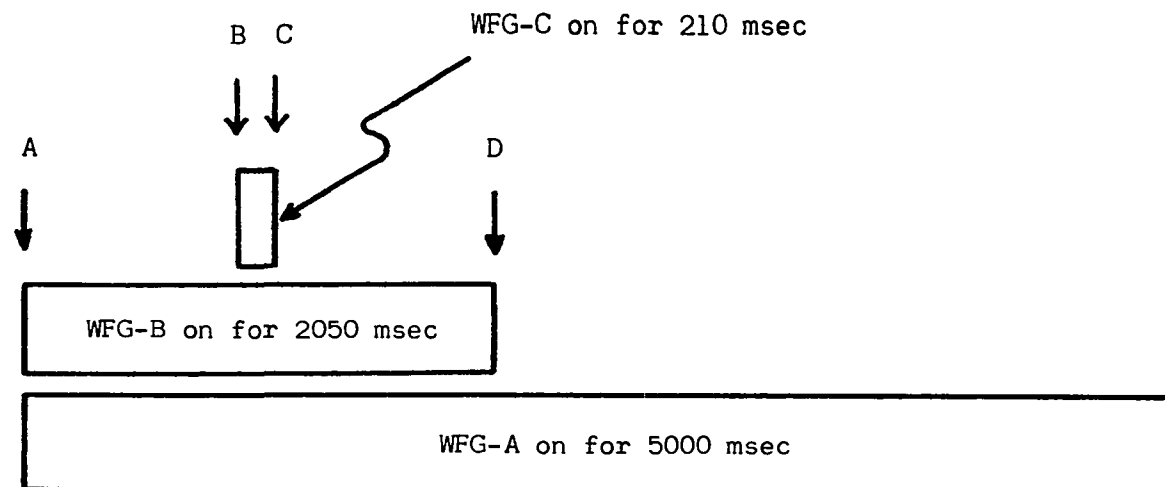 WFG-C on for 210 msec
B C
A
D
WFG-B on for 2050 msec
WFG-A on for 5000 msec